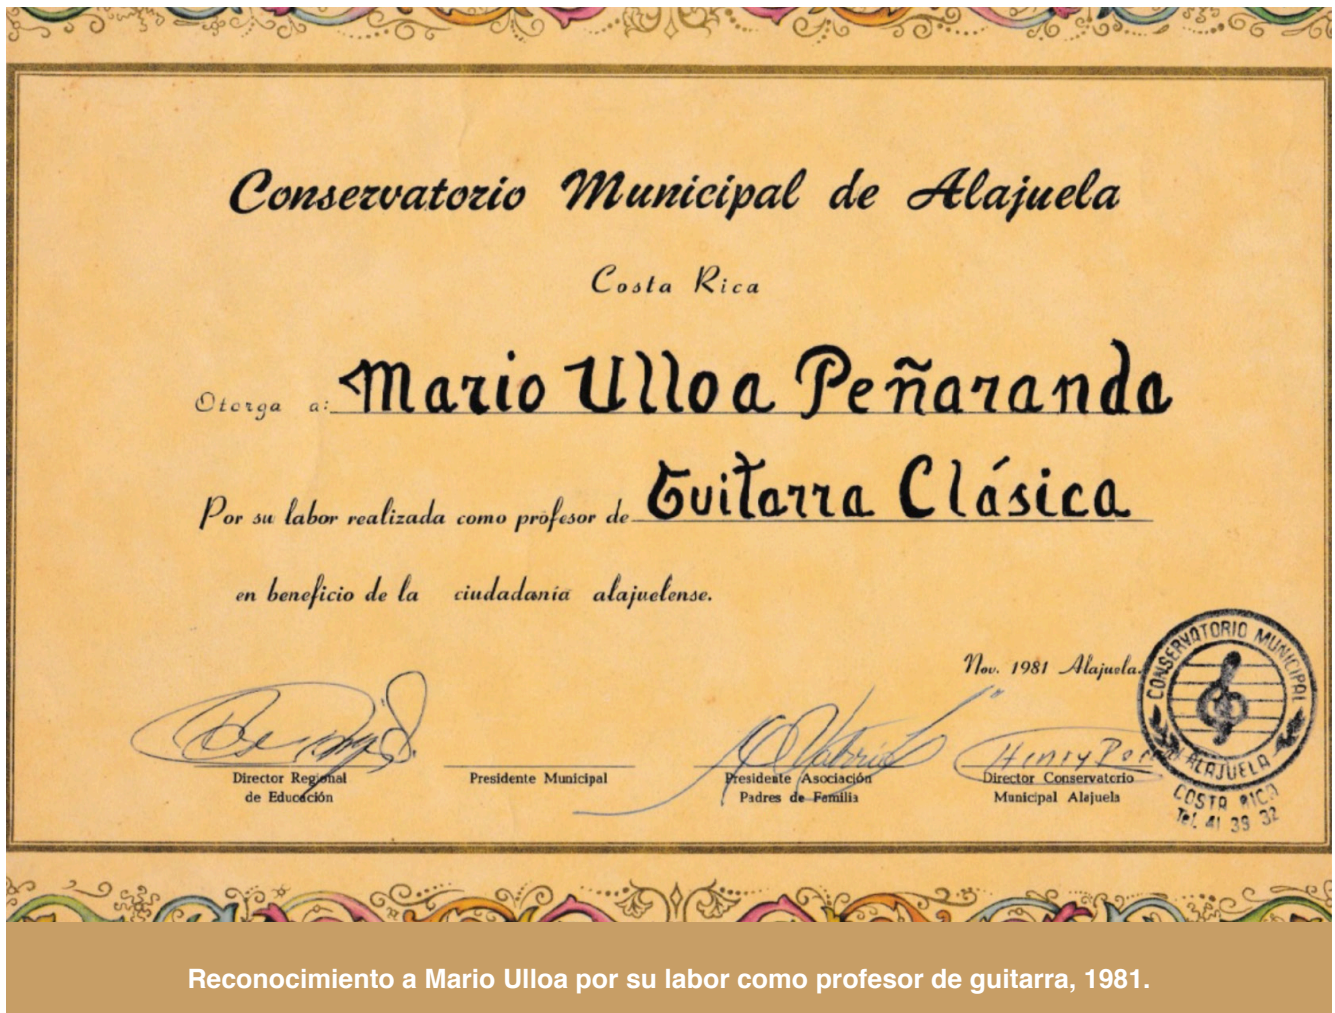 Conservatorio Municipal de Alajuela
Costa Rica
Otorga a: Mario Ulloa Peñaranda
Por su labor realizada como profesor de Guitarra Clásica
en beneficio de la ciudadanía alajuelense.
Nov. 1981 Alajuela.
Henry
Director Regional
de Educación
Presidente Municipal
Presidente Asociación
Padres de Familia
Director Conservatorio
Municipal Alajuela
CONSERVATORIO MUNICIPAL
ALAJUELA
COSTA RICA
Tel. 41 39 32
Reconocimiento a Mario Ulloa por su labor como profesor de guitarra, 1981.